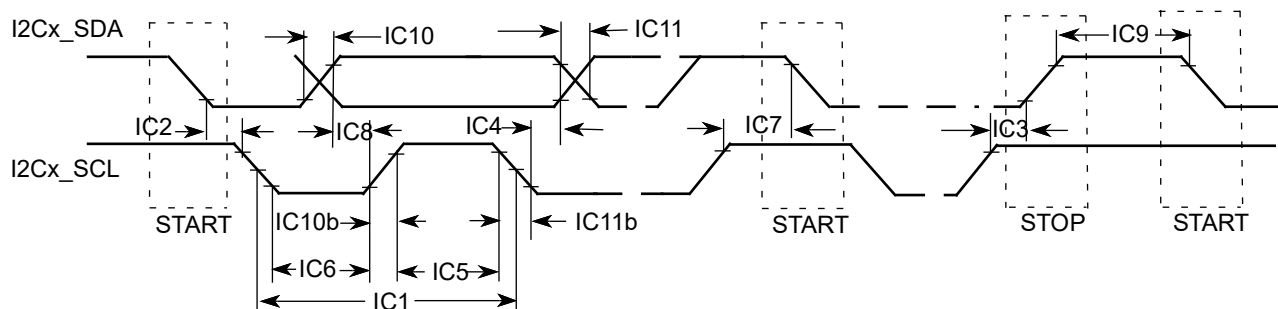 I2Cx_SDA
IC10
IC11
IC9
IC2
IC8
IC4
IC7
IC3
I2Cx_SCL
START
IC10b
IC11b
START
STOP
START
IC6
IC5
IC1